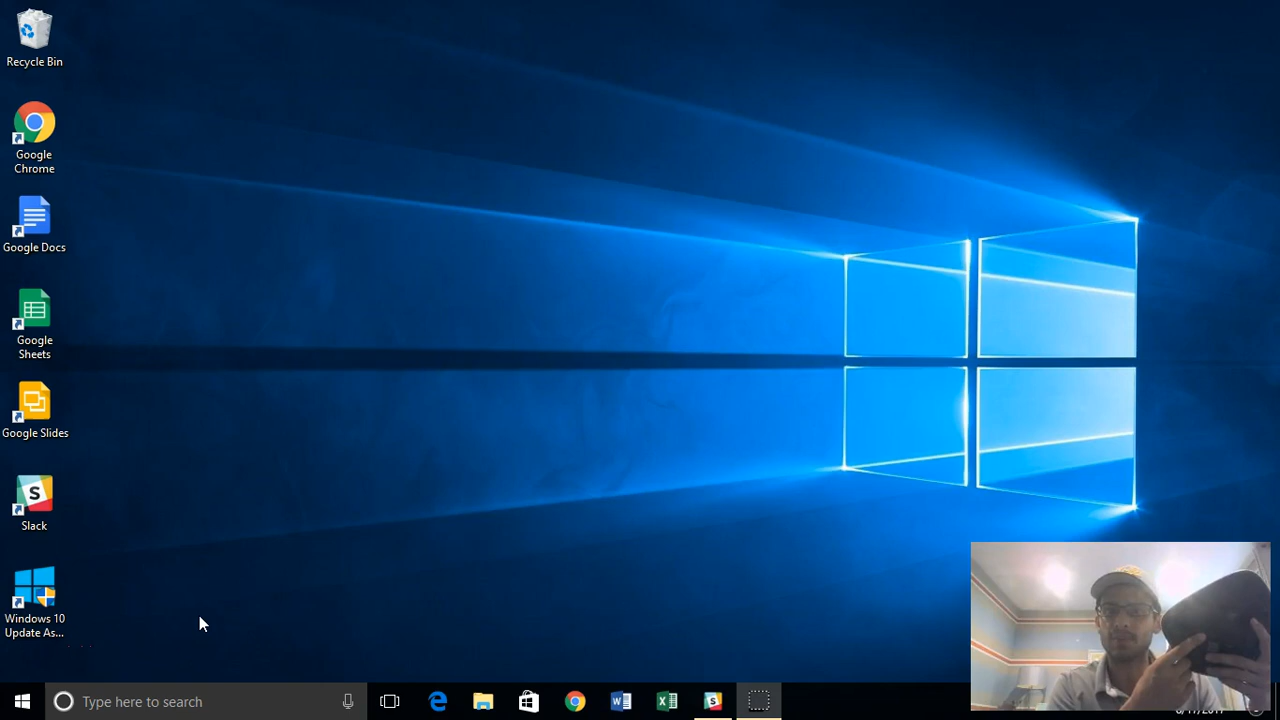 Recycle Bin
Google
Chrome
Google Docs
Google
Sheets
Google Slides
S
Slack
Windows 10
Update As...
Type here to search